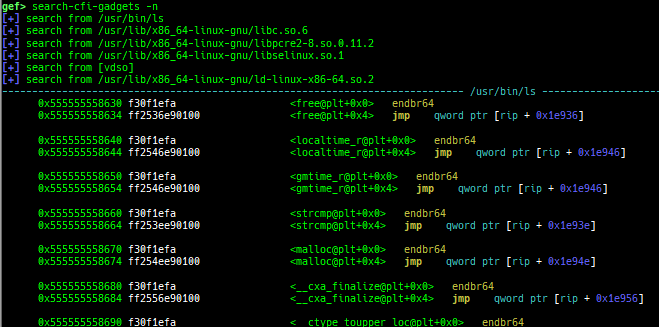 gef> search-cfi-gadgets -n
[+] search from /usr/bin/ls
[+] search from /usr/lib/x86_64-linux-gnu/libc.so.6
[+] search from /usr/lib/x86_64-linux-gnu/libpcre2-8.so.0.11.2
[+] search from /usr/lib/x86_64-linux-gnu/libselinux.so.1
[+] search from [vdso]
[+] search from /usr/lib/x86_64-linux-gnu/ld-linux-x86-64.so.2
/usr/bin/ls
0x555555558630 f30f1efa <free@plt+0x0> endbr64
0x555555558634 ff2536e90100 <free@plt+0x4> jmp qword ptr [rip + 0x1e936]
0x555555558640 f30f1efa <localtime_r@plt+0x0> endbr64
0x555555558644 ff2546e90100 <localtime_r@plt+0x4> jmp qword ptr [rip + 0x1e946]
0x555555558650 f30f1efa <gmtime_r@plt+0x0> endbr64
0x555555558654 ff2546e90100 <gmtime_r@plt+0x4> jmp qword ptr [rip + 0x1e946]
0x555555558660 f30f1efa <strcmp@plt+0x0> endbr64
0x555555558664 ff253ee90100 <strcmp@plt+0x4> jmp qword ptr [rip + 0x1e93e]
0x555555558670 f30f1efa <malloc@plt+0x0> endbr64
0x555555558674 ff254ee90100 <malloc@plt+0x4> jmp qword ptr [rip + 0x1e94e]
0x555555558680 f30f1efa <__cxa_finalize@plt+0x0> endbr64
0x555555558684 ff2556e90100 <__cxa_finalize@plt+0x4> jmp qword ptr [rip + 0x1e956]
0x555555558690 f30f1efa <__ctype_toupper_loc@plt+0x0> endbr64